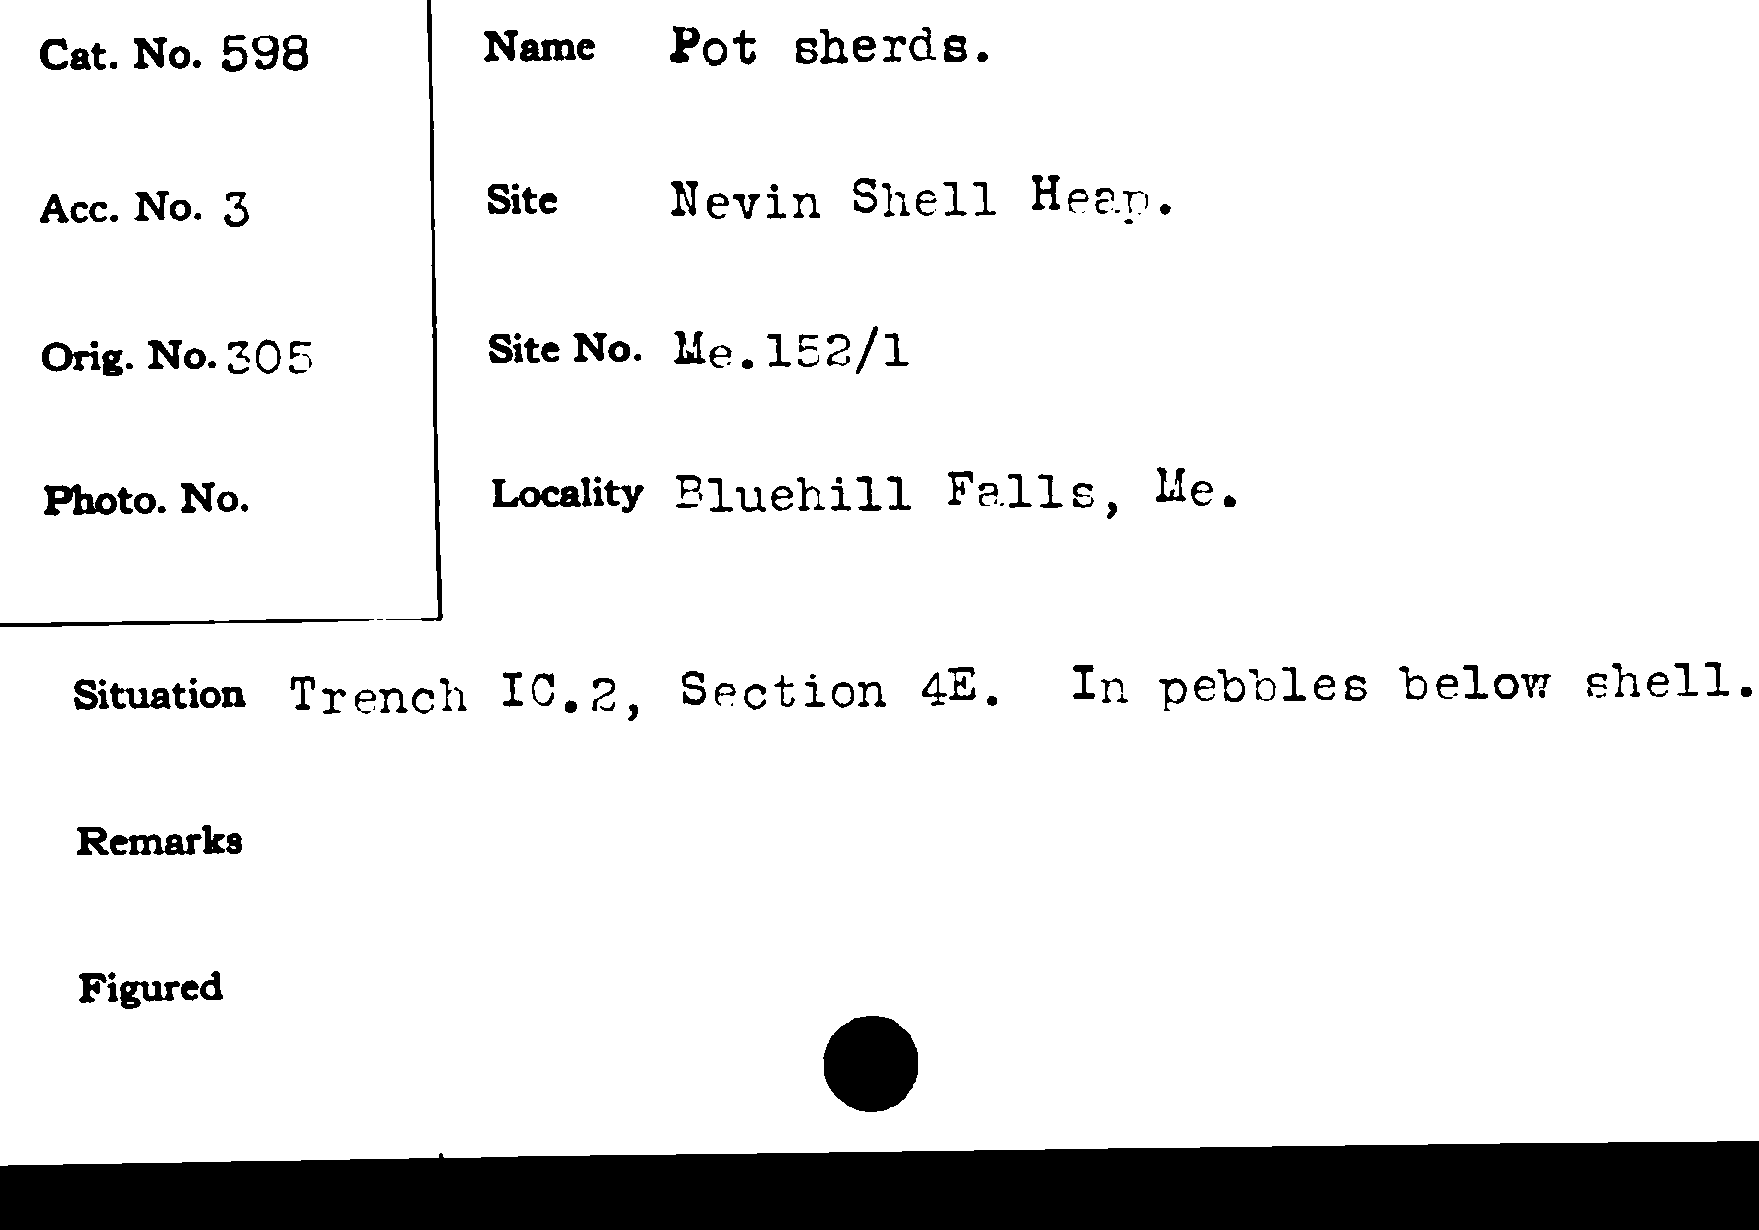 Cat. No. 598
Name Pot sherds.
Acc. No. 3
Site Nevin Shell Heap.
Orig. No. 305
Site No. Me.152/1
Photo. No.
Locality Bluehill Falls, Me.
Situation Trench IC.2, Section 4E. In pebbles below shell.
Remarks
Figured